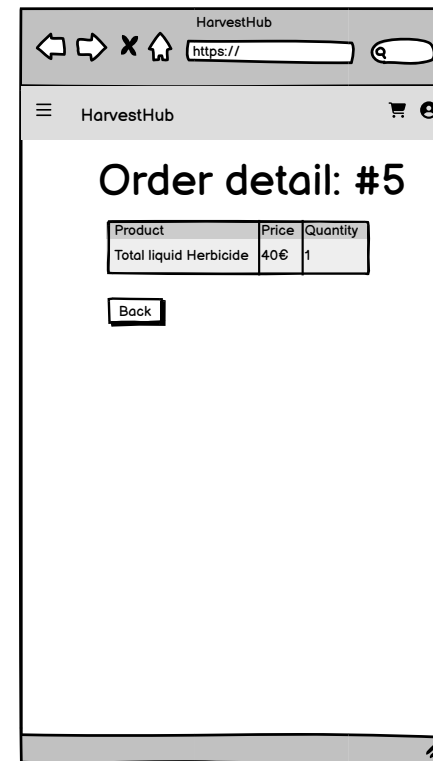 HarvestHub
https://
HarvestHub
Order detail: #5
Product Price Quantity
Total liquid Herbicide 40€ 1
Back